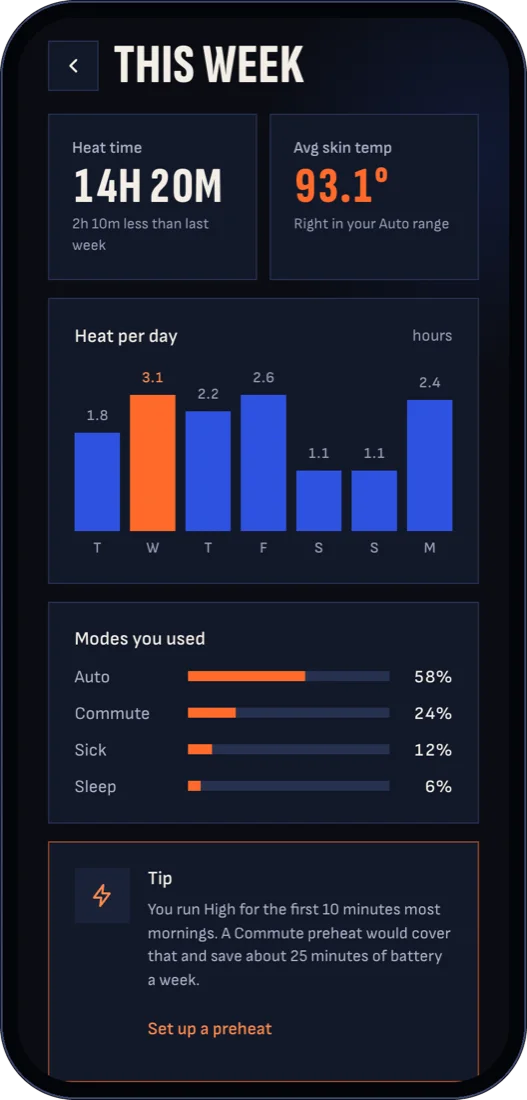 THIS WEEK
Heat time
14H 20M
2h 10m less than last
week
Avg skin temp
93.1°
Right in your Auto range
Heat per day
hours
1.8
3.1
2.2
2.6
1.1
1.1
2.4
T
W
T
F
S
S
M
Modes you used
Auto
58%
Commute
24%
Sick
12%
Sleep
6%
Tip
You run High for the first 10 minutes most
mornings. A Commute preheat would cover
that and save about 25 minutes of battery
a week.
Set up a preheat